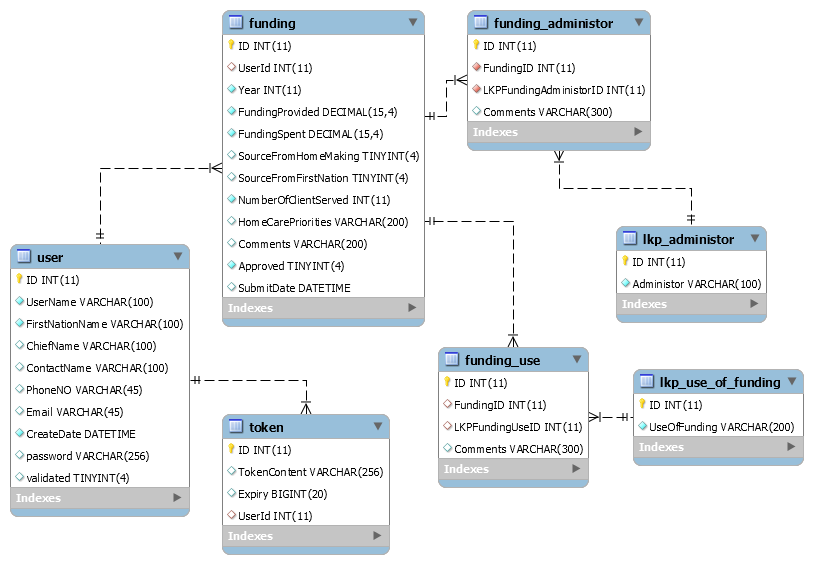 funding
ID INT(11)
UserId INT(11)
Year INT(11)
FundingProvided DECIMAL(15,4)
FundingSpent DECIMAL(15,4)
SourceFromHomeMaking TINYINT(4)
SourceFromFirstNation TINYINT(4)
NumberOfClientServed INT(11)
HomeCarePriorities VARCHAR(200)
Comments VARCHAR(200)
Approved TINYINT(4)
SubmitDate DATETIME
Indexes
funding_administor
ID INT(11)
FundingID INT(11)
LKPFundingAdministorID INT(11)
Comments VARCHAR(300)
Indexes
lkp_administor
ID INT(11)
Administor VARCHAR(100)
Indexes
user
ID INT(11)
UserName VARCHAR(100)
FirstNationName VARCHAR(100)
ChiefName VARCHAR(100)
ContactName VARCHAR(100)
PhoneNO VARCHAR(45)
Email VARCHAR(45)
CreateDate DATETIME
password VARCHAR(256)
validated TINYINT(4)
Indexes
token
ID INT(11)
TokenContent VARCHAR(256)
Expiry BIGINT(20)
UserId INT(11)
Indexes
funding_use
ID INT(11)
FundingID INT(11)
LKPFundingUseID INT(11)
Comments VARCHAR(300)
Indexes
lkp_use_of_funding
ID INT(11)
UseOfFunding VARCHAR(200)
Indexes